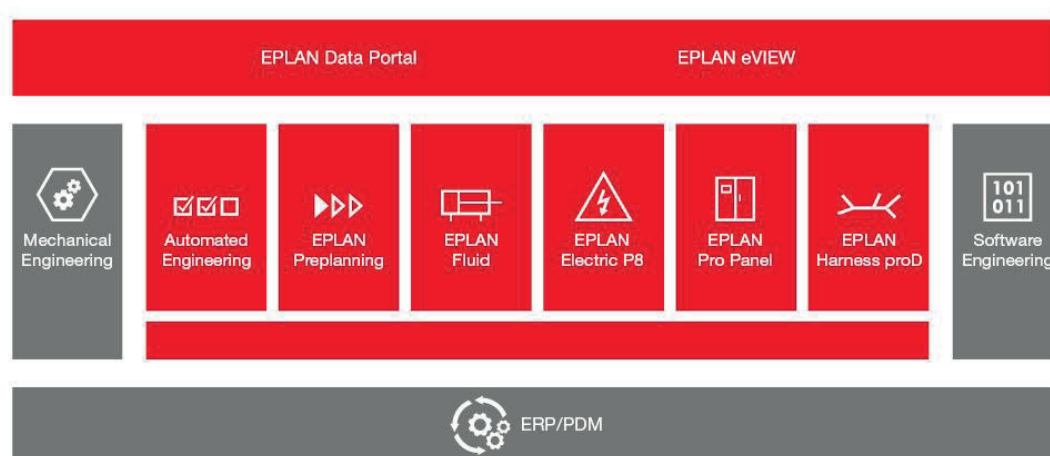 EPLAN Data Portal
EPLAN eVIEW
Mechanical
Engineering
Automated
Engineering
EPLAN
Preplanning
EPLAN
Fluid
EPLAN
Electric P8
EPLAN
Pro Panel
EPLAN
Harness proD
101
011
Software
Engineering
ERP/PDM